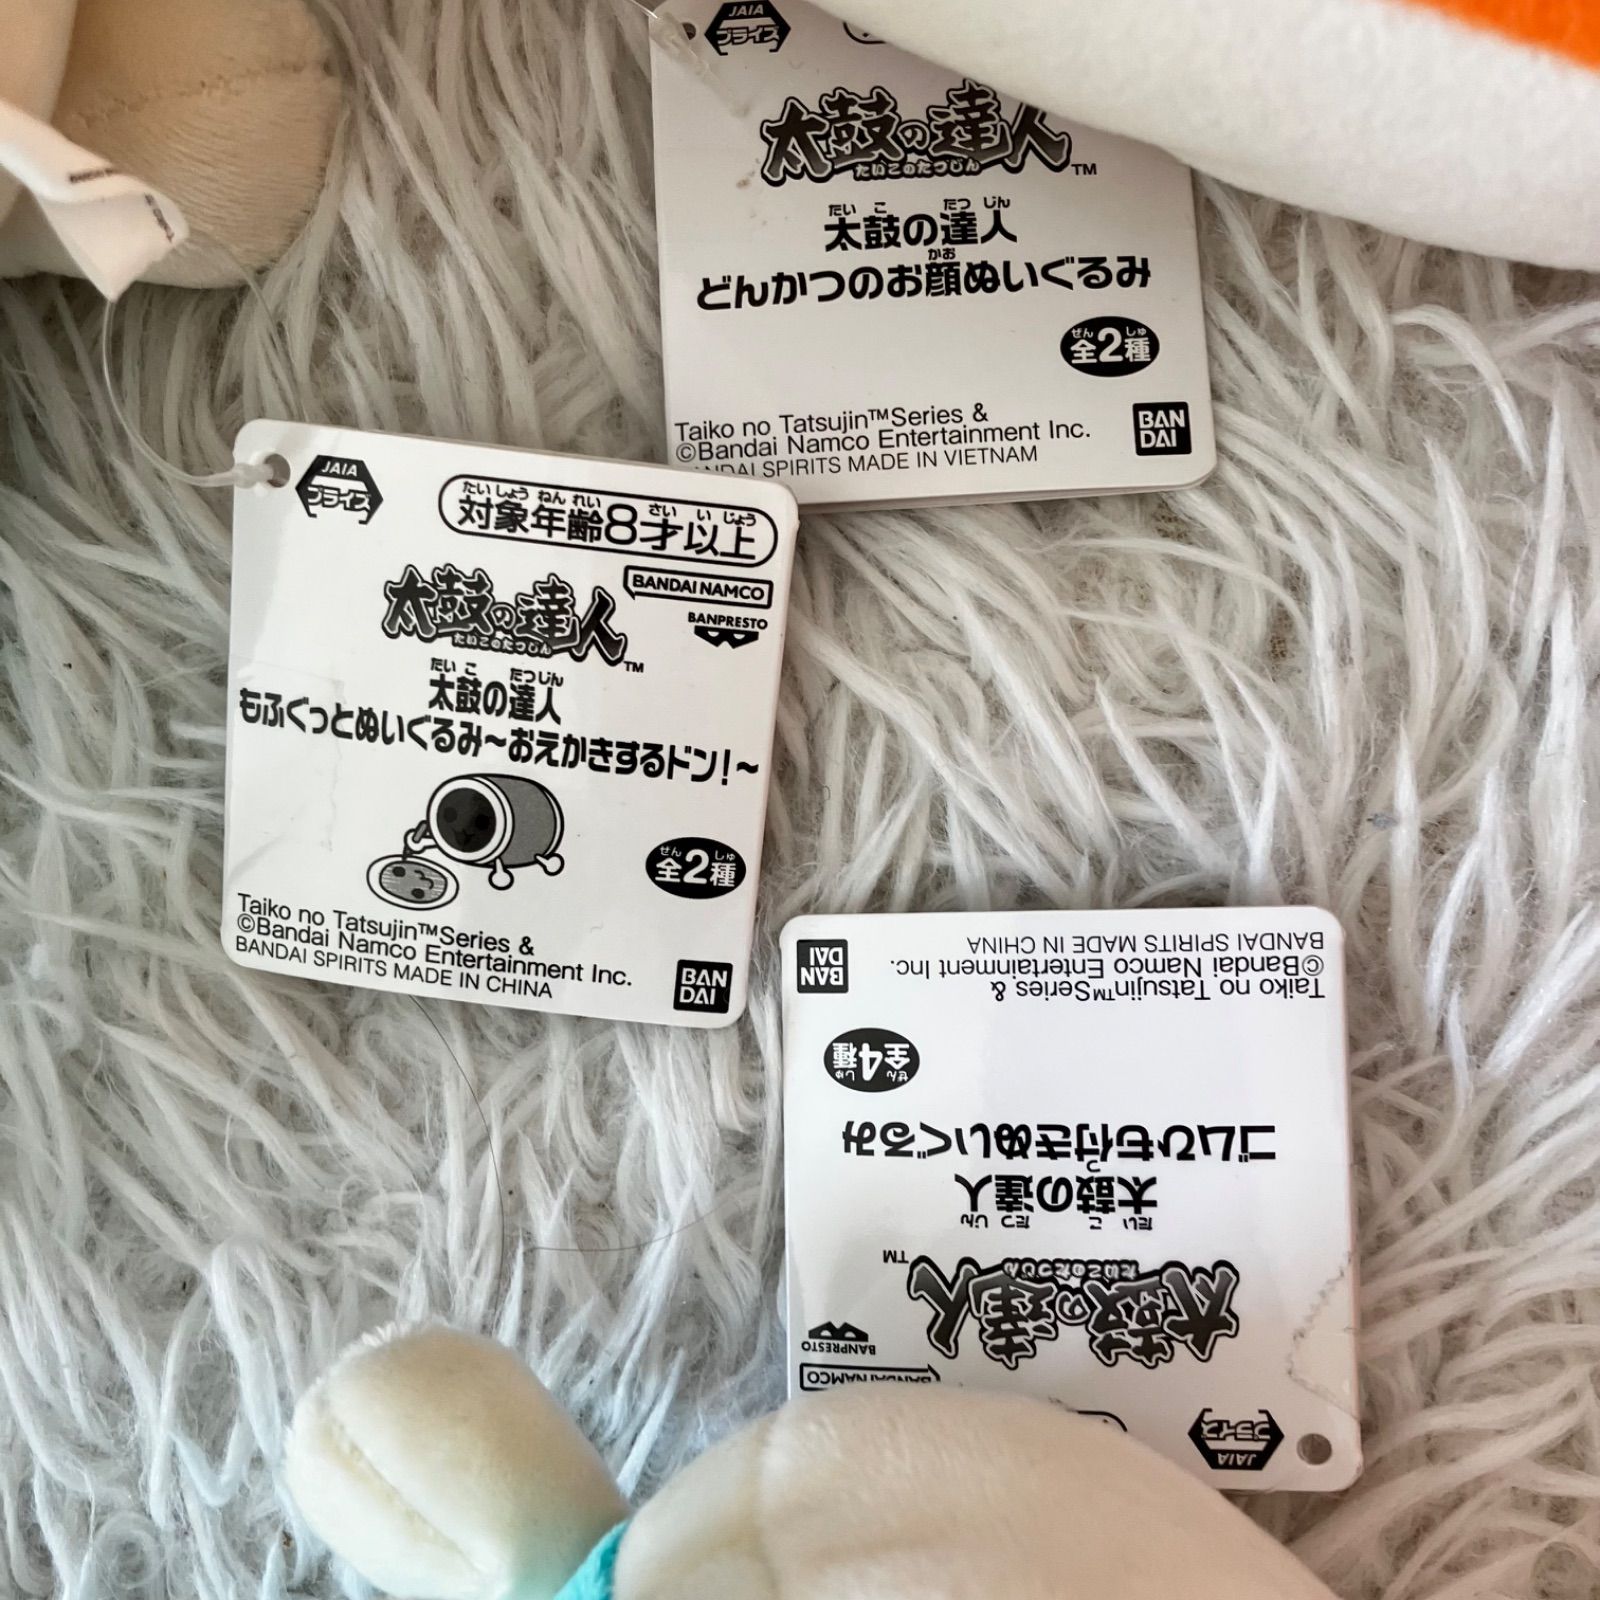 JAIA
プライズ
太鼓の達人
たいこのたつじん
TM
たい こ たつ じん
太鼓の達人
かお
どんかつのお顔ぬいぐるみ
ぜん しゅ
全2種
Taiko no Tatsujin™Series &
©Bandai Namco Entertainment Inc.
BANDAI SPIRITS MADE IN VIETNAM
BAN
DAI
JAIA
プライズ
たいしょうねんれい さい いじょう
対象年齢8才以上
BANDAI NAMCO
BANPRESTO
太鼓の達人
たいこのたつじん
TM
たい こ たつじん
太鼓の達人
もふぐっとぬいぐるみ～おえかきするドン!～
ぜん しゅ
全2種
Taiko no Tatsujin™Series &
©Bandai Namco Entertainment Inc.
BANDAI SPIRITS MADE IN CHINA
BAN
DAI
JAIA
プライズ
BANDAI NAMCO
BANPRESTO
太鼓の達人
たいこのたつじん
TM
たい こ たつ じん
太鼓の達人
つ
ゴムひも付きぬいぐるみ
ぜん しゅ
全4種
Taiko no Tatsujin™Series &
©Bandai Namco Entertainment Inc.
BANDAI SPIRITS MADE IN CHINA
BAN
DAI